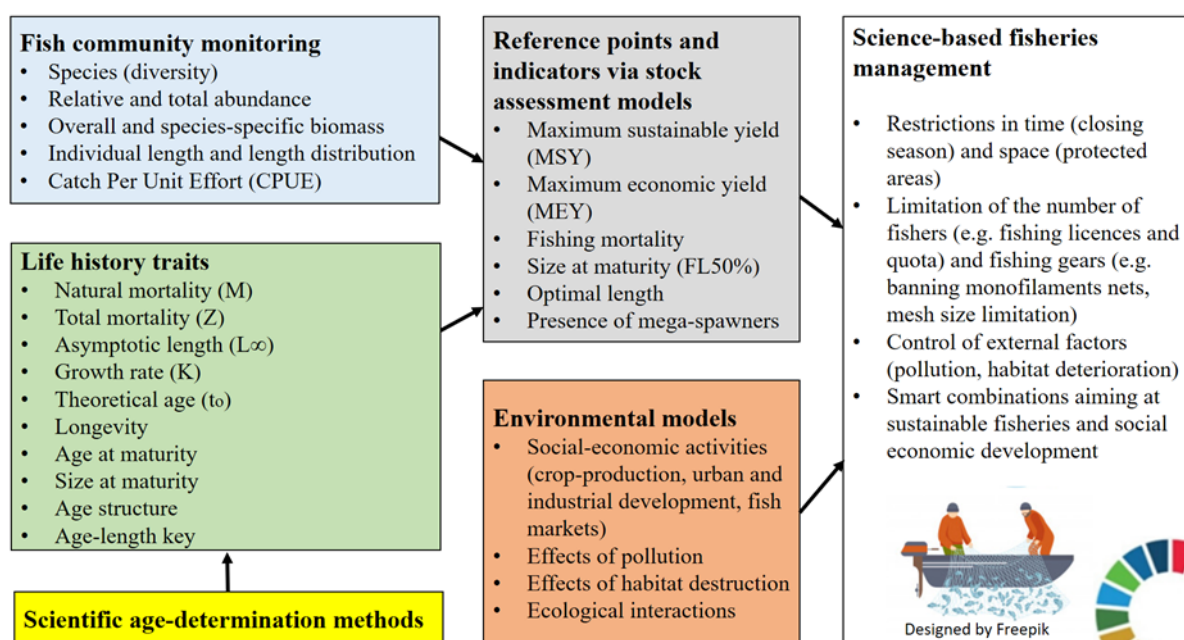 Fish community monitoring
• Species (diversity)
• Relative and total abundance
• Overall and species-specific biomass
• Individual length and length distribution
• Catch Per Unit Effort (CPUE)
Life history traits
• Natural mortality (M)
• Total mortality (Z)
• Asymptotic length (L∞)
• Growth rate (K)
• Theoretical age (to)
• Longevity
• Age at maturity
• Size at maturity
• Age structure
• Age-length key
Scientific age-determination methods
Reference points and
indicators via stock
assessment models
• Maximum sustainable yield
(MSY)
• Maximum economic yield
(MEY)
• Fishing mortality
• Size at maturity (FL50%)
• Optimal length
• Presence of mega-spawners
Environmental models
• Social-economic activities
(crop-production, urban and
industrial development, fish
markets)
• Effects of pollution
• Effects of habitat destruction
• Ecological interactions
Science-based fisheries
management
• Restrictions in time (closing
season) and space (protected
areas)
• Limitation of the number of
fishers (e.g. fishing licences and
quota) and fishing gears (e.g.
banning monofilaments nets,
mesh size limitation)
• Control of external factors
(pollution, habitat deterioration)
• Smart combinations aiming at
sustainable fisheries and social
economic development
Designed by Freepik